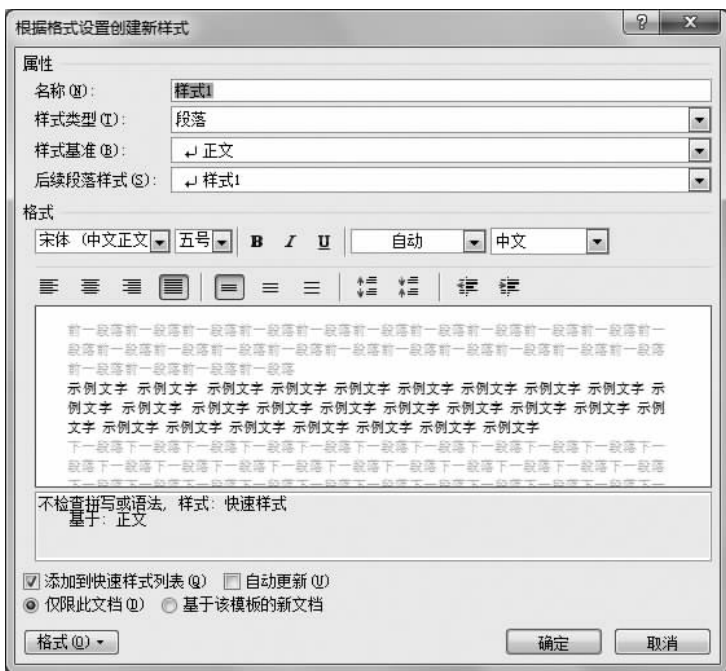 根据格式设置创建新样式
属性
名称(N): 样式1
样式类型(T): 段落
样式基准(B): ↵ 正文
后续段落样式(S): ↵ 样式1
格式
宋体 (中文正文 五号 B I U 自动 中文
前一段落前一段落前一段落前一段落前一段落前一段落前一段落前一
段落前一段落前一段落前一段落前一段落前一段落前一段落前一段落
前一段落前一段落前一段落
示例文字 示例文字 示例文字 示例文字 示例文字 示例文字 示例文字 示例文字 示例文字 示
例文字 示例文字 示例文字 示例文字 示例文字 示例文字 示例文字 示例文字 示例文字 示例
文字 示例文字 示例文字 示例文字 示例文字 示例文字 示例文字 示例文字
下一段落下一段落下一段落下一段落下一段落下一段落下一段落下一
段落下一段落下一段落下一段落下一段落下一段落下一段落下一段落
下一段落下一段落下一段落下一段落下一段落下一段落下一段落下一
不检查拼写或语法, 样式: 快速样式
基于: 正文
添加到快速样式列表(Q) 自动更新(U)
仅限此文档(D) 基于该模板的新文档
格式(O) 确定 取消